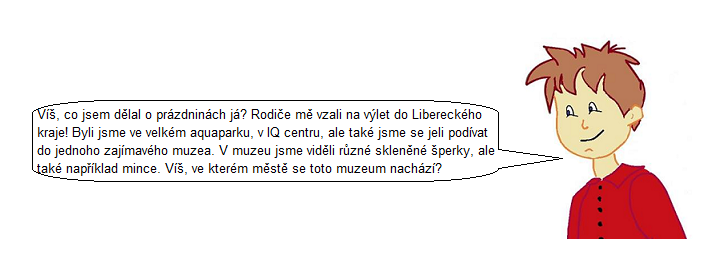 Víš, co jsem dělal o prázdninách já? Rodiče mě vzali na výlet do Libereckého
kraje! Byli jsme ve velkém aquaparku, v IQ centru, ale také jsme se jeli podívat
do jednoho zajímavého muzea. V muzeu jsme viděli různé skleněné šperky, ale
také například mince. Víš, ve kterém městě se toto muzeum nachází?